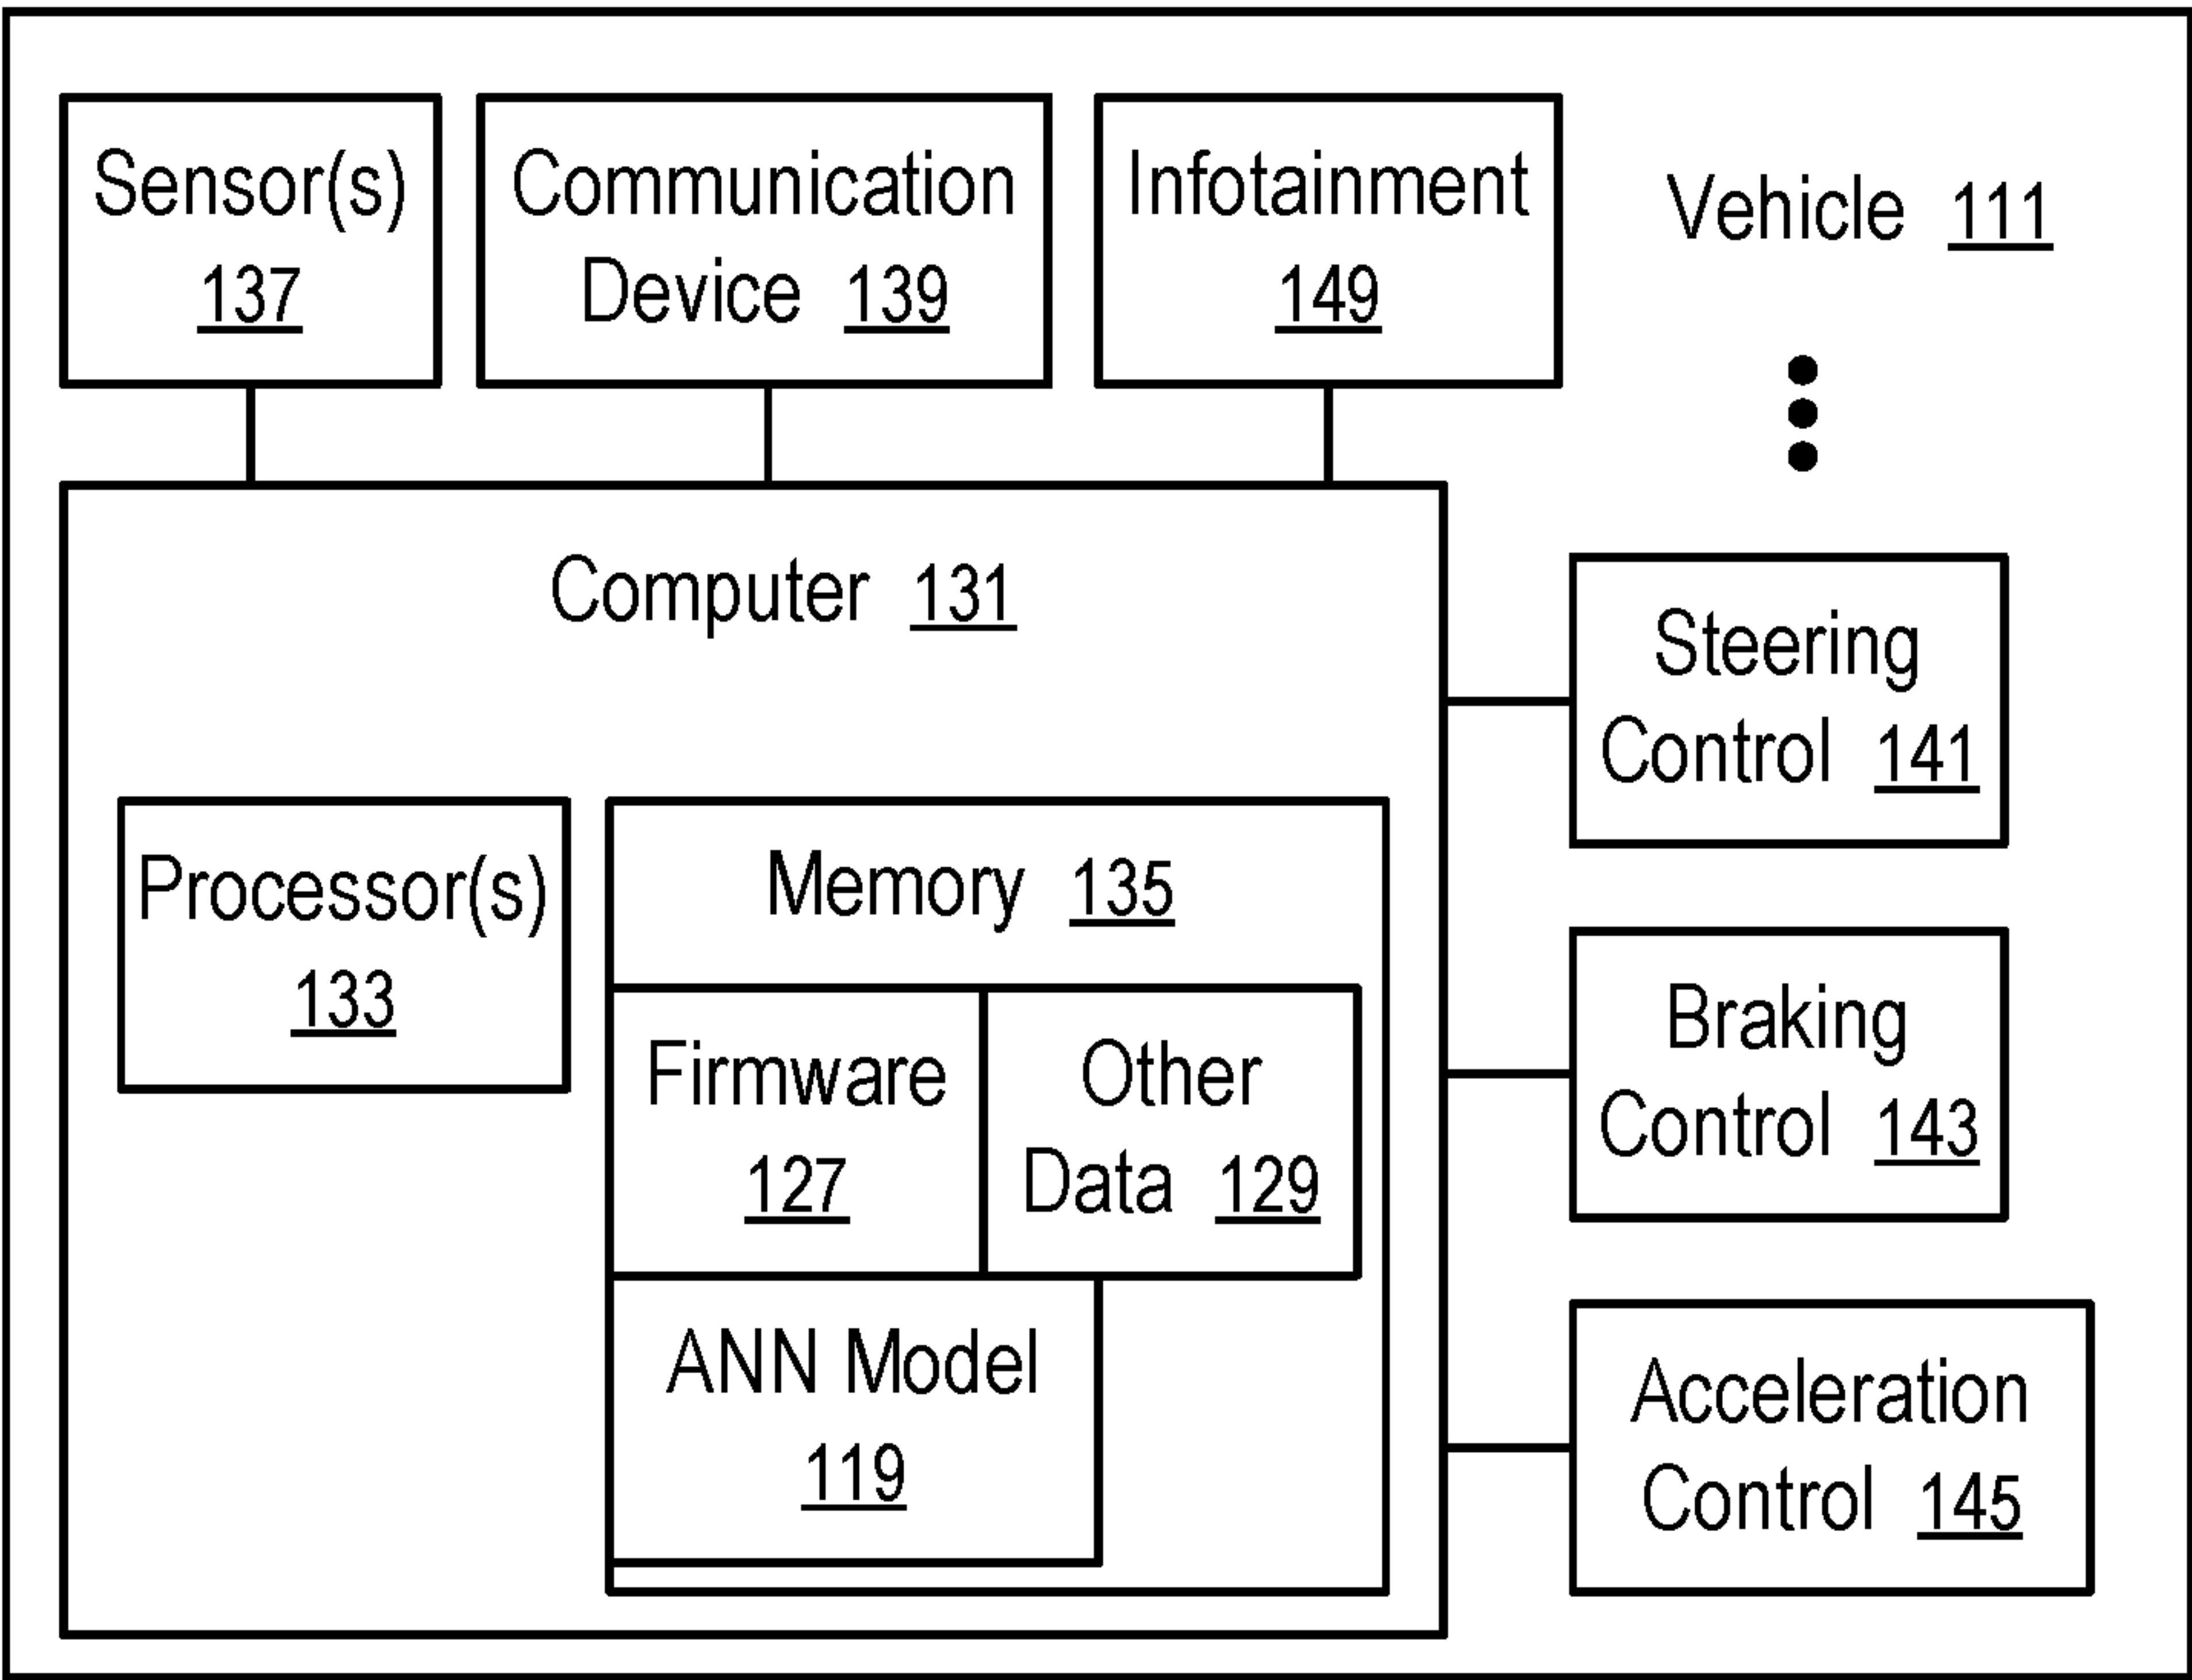 Sensor(s)
137
Communication
Device 139
Infotainment
149
Vehicle 111
Computer 131
Steering
Control 141
Processor(s)
133
Memory 135
Firmware
127
Other
Data 129
ANN Model
119
Braking
Control 143
Acceleration
Control 145